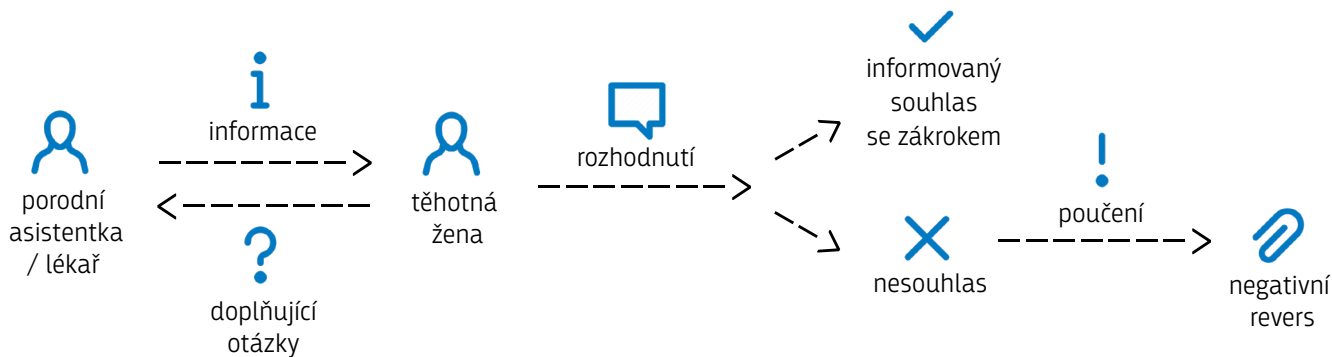 informace
porodní
asistentka
/ lékař
doplňující
otázky
těhotná
žena
rozhodnutí
informovaný
souhlas
se zákrokem
nesouhlas
poučení
negativní
revers